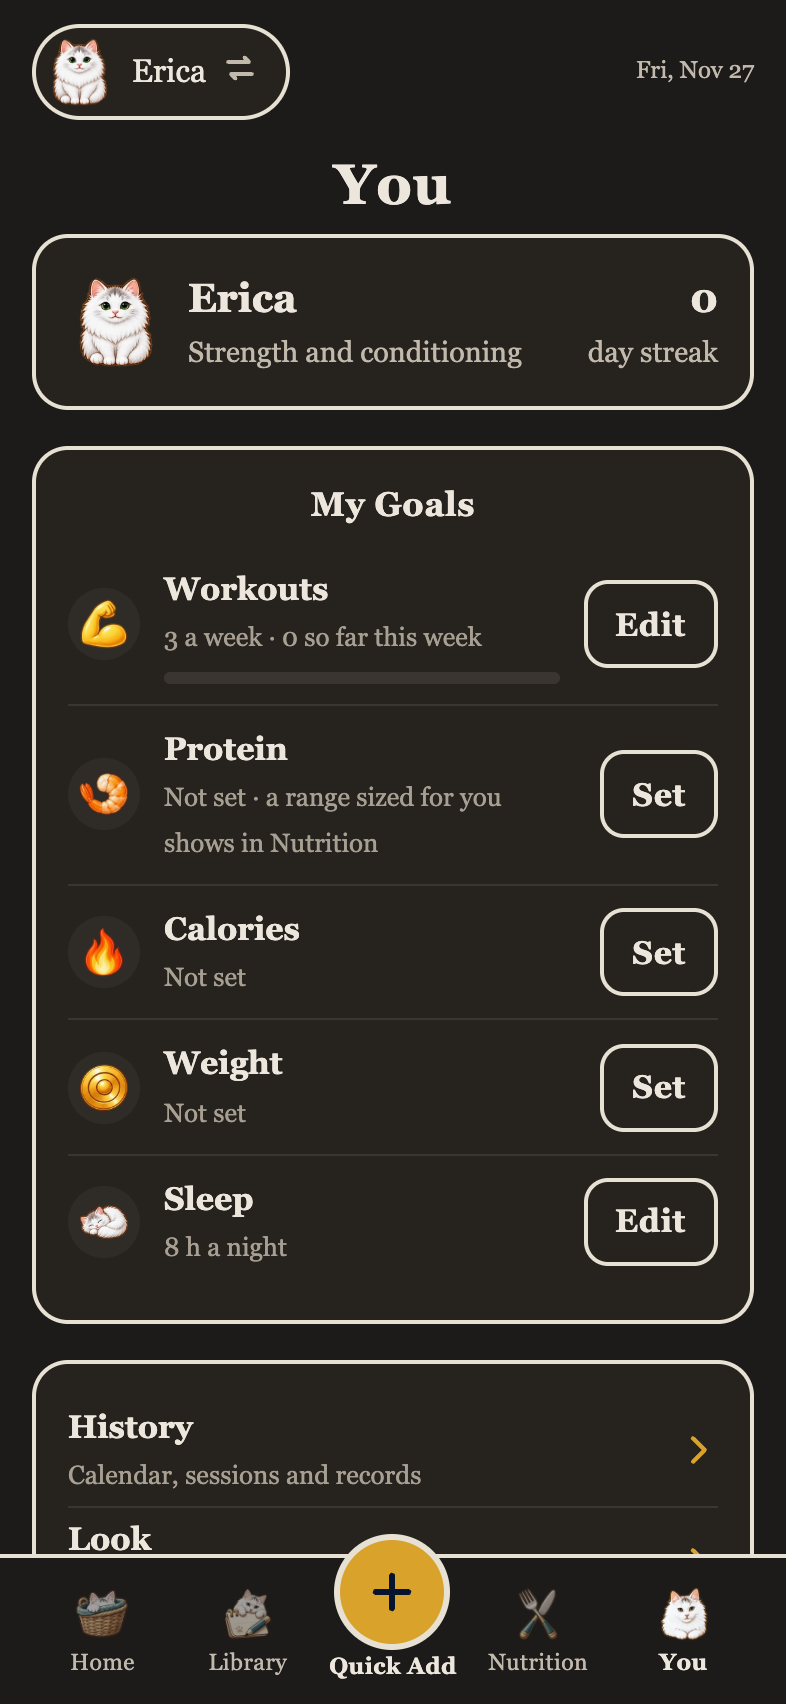 Erica
Fri, Nov 27
You
Erica
0
Strength and conditioning
day streak
My Goals
Workouts
3 a week · 0 so far this week
Edit
Protein
Not set · a range sized for you
shows in Nutrition
Set
Calories
Not set
Set
Weight
Not set
Set
Sleep
8 h a night
Edit
History
Calendar, sessions and records
Look
Home
Library
Quick Add
Nutrition
You